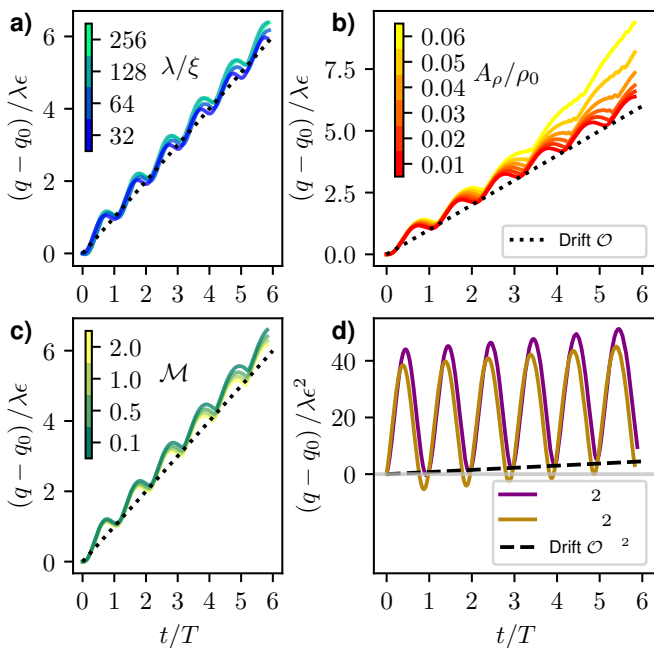 a)
(q − q₀)/λϵ
6
4
2
0
256
128
64
32
λ/ξ
0 1 2 3 4 5 6
b)
(q − q₀)/λϵ
7.5
5.0
2.5
0.0
0.06
0.05
0.04
0.03
0.02
0.01
A_ρ/ρ₀
Drift 𝒪
0 1 2 3 4 5 6
c)
(q − q₀)/λϵ
6
4
2
0
2.0
1.0
0.5
0.1
ℳ
0 1 2 3 4 5 6
t/T
d)
(q − q₀)/λϵ²
40
20
0
2
2
Drift 𝒪 ²
0 1 2 3 4 5 6
t/T